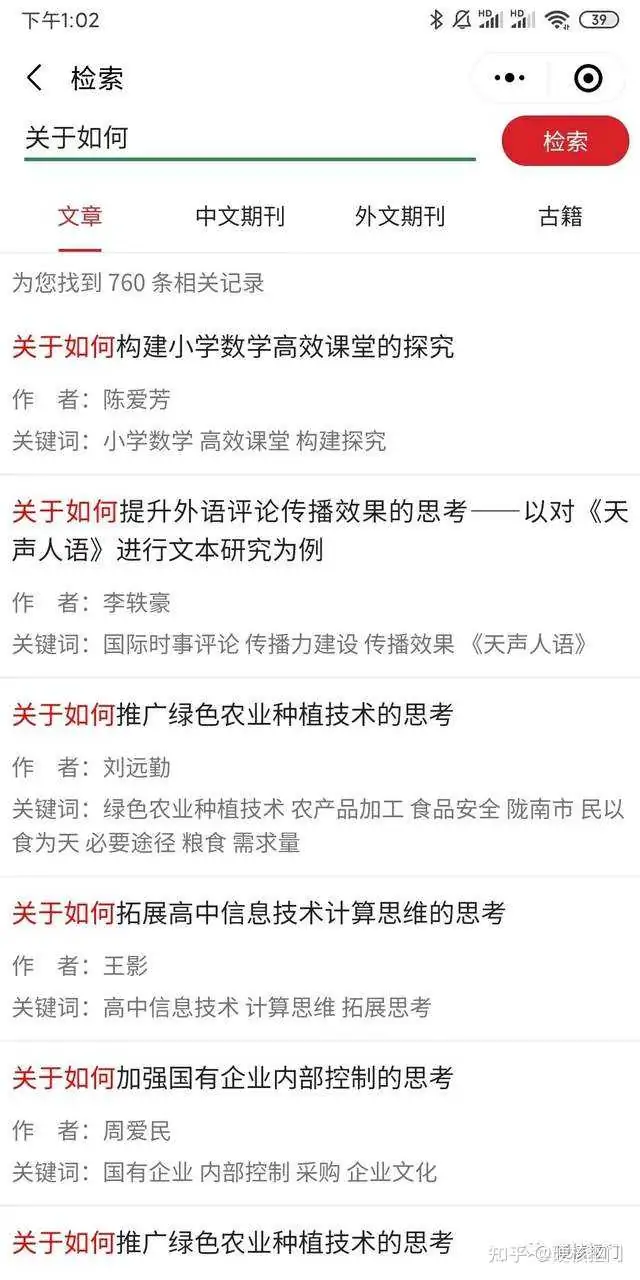 下午1:02
HD HD 39
检索
关于如何
检索
文章 中文期刊 外文期刊 古籍
为您找到 760 条相关记录
关于如何构建小学数学高效课堂的探究
作 者：陈爱芳
关键词：小学数学 高效课堂 构建探究
关于如何提升外语评论传播效果的思考——以对《天
声人语》进行文本研究为例
作 者：李轶豪
关键词：国际时事评论 传播力建设 传播效果 《天声人语》
关于如何推广绿色农业种植技术的思考
作 者：刘远勤
关键词：绿色农业种植技术 农产品加工 食品安全 陇南市 民以
食为天 必要途径 粮食 需求量
关于如何拓展高中信息技术计算思维的思考
作 者：王影
关键词：高中信息技术 计算思维 拓展思考
关于如何加强国有企业内部控制的思考
作 者：周爱民
关键词：国有企业 内部控制 采购 企业文化
关于如何推广绿色农业种植技术的思考
知乎 @硬核抠门